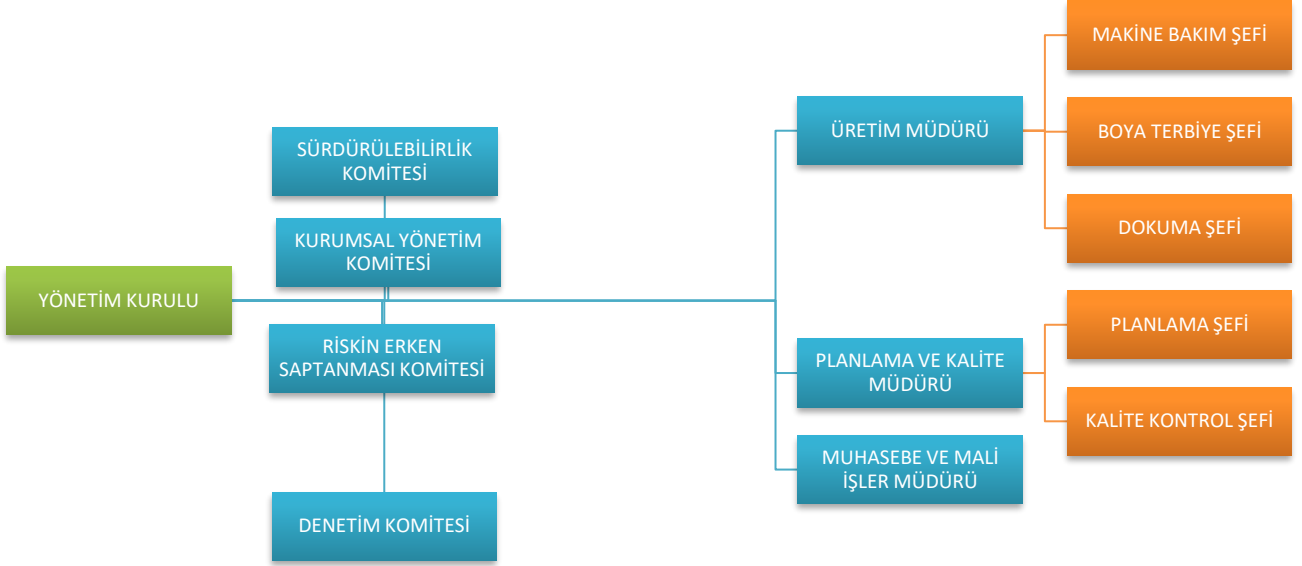 YÖNETİM KURULU
SÜRDÜRÜLEBİLİRLİK
KOMİTESİ
KURUMSAL YÖNETİM
KOMİTESİ
RİSKİN ERKEN
SAPTANMASI KOMİTESİ
DENETİM KOMİTESİ
ÜRETİM MÜDÜRÜ
MAKİNE BAKIM ŞEFİ
BOYA TERBİYE ŞEFİ
DOKUMA ŞEFİ
PLANLAMA VE KALİTE
MÜDÜRÜ
PLANLAMA ŞEFİ
KALİTE KONTROL ŞEFİ
MUHASEBE VE MALİ
İŞLER MÜDÜRÜ